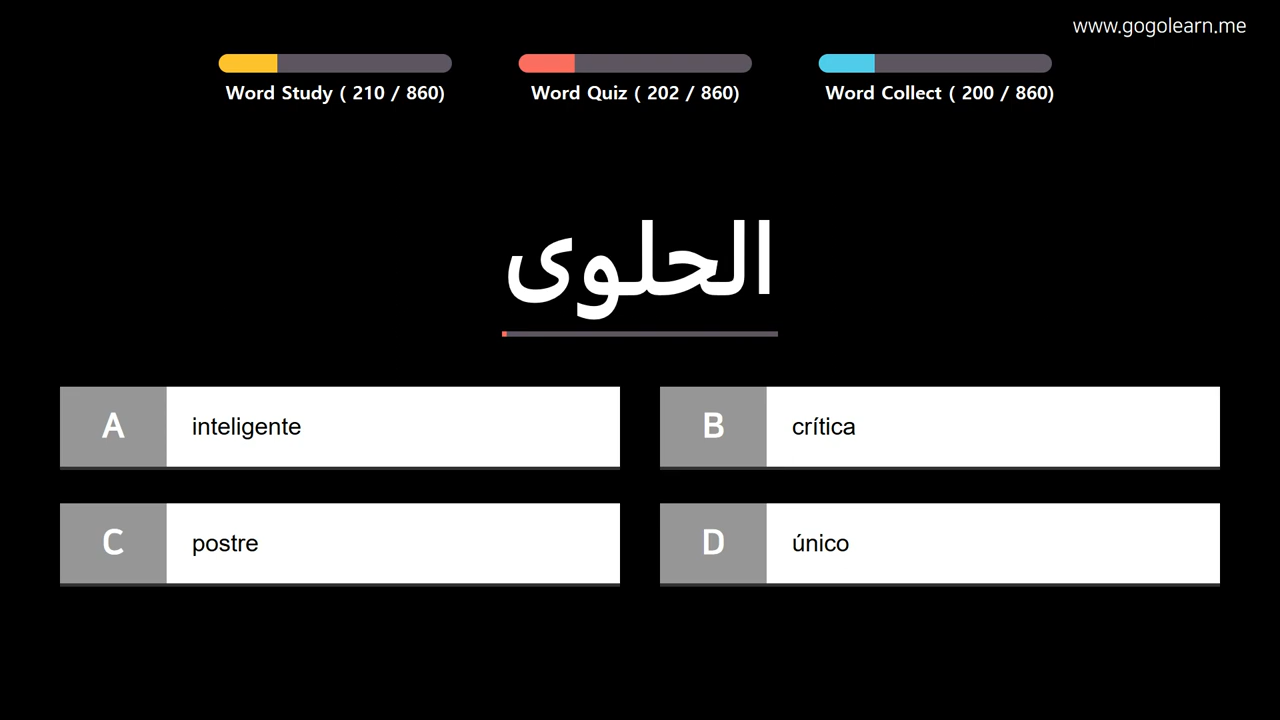 www.gogolearn.me
Word Study ( 210 / 860)
Word Quiz ( 202 / 860)
Word Collect ( 200 / 860)
الحلوى
A inteligente
B crítica
C postre
D único